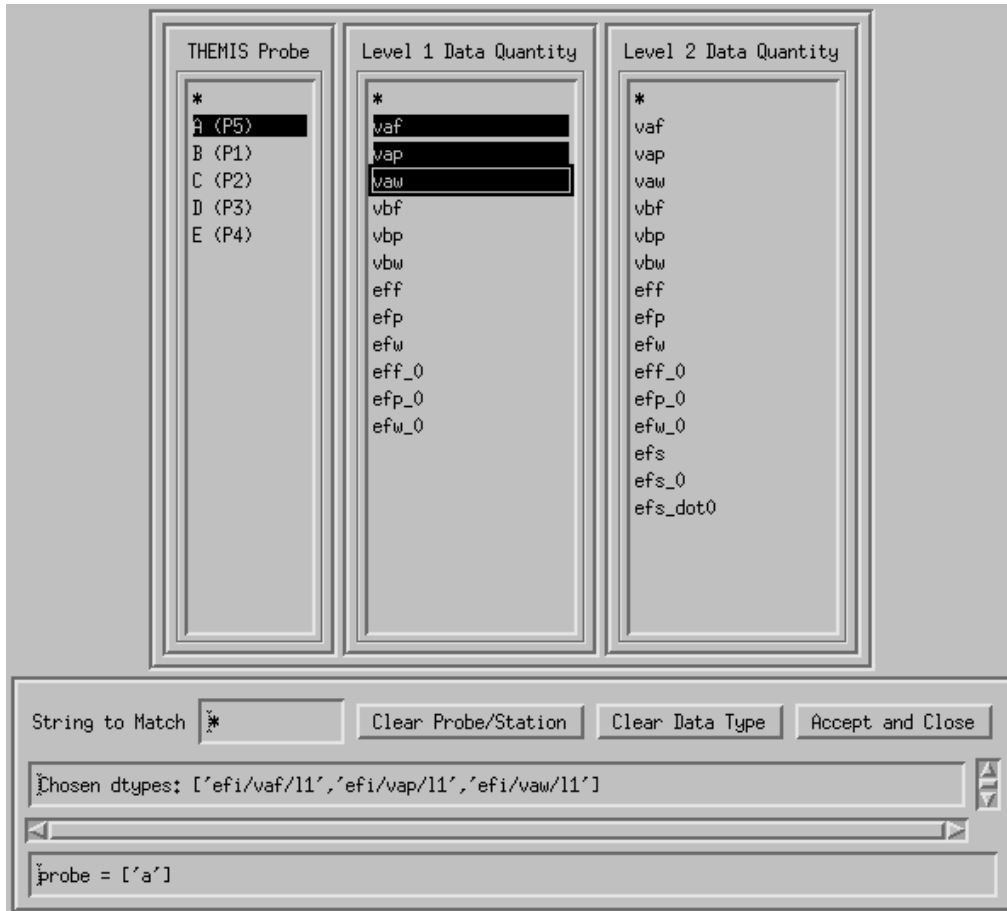 THEMIS Probe
*
A (P5)
B (P1)
C (P2)
D (P3)
E (P4)
Level 1 Data Quantity
*
vaf
vap
vaw
vbf
vbp
vbw
eff
efp
efw
eff_0
efp_0
efw_0
Level 2 Data Quantity
*
vaf
vap
vaw
vbf
vbp
vbw
eff
efp
efw
eff_0
efp_0
efw_0
efs
efs_0
efs_dot0
String to Match * Clear Probe/Station Clear Data Type Accept and Close
Chosen dtypes: ['efi/vaf/l1','efi/vap/l1','efi/vaw/l1']
probe = ['a']